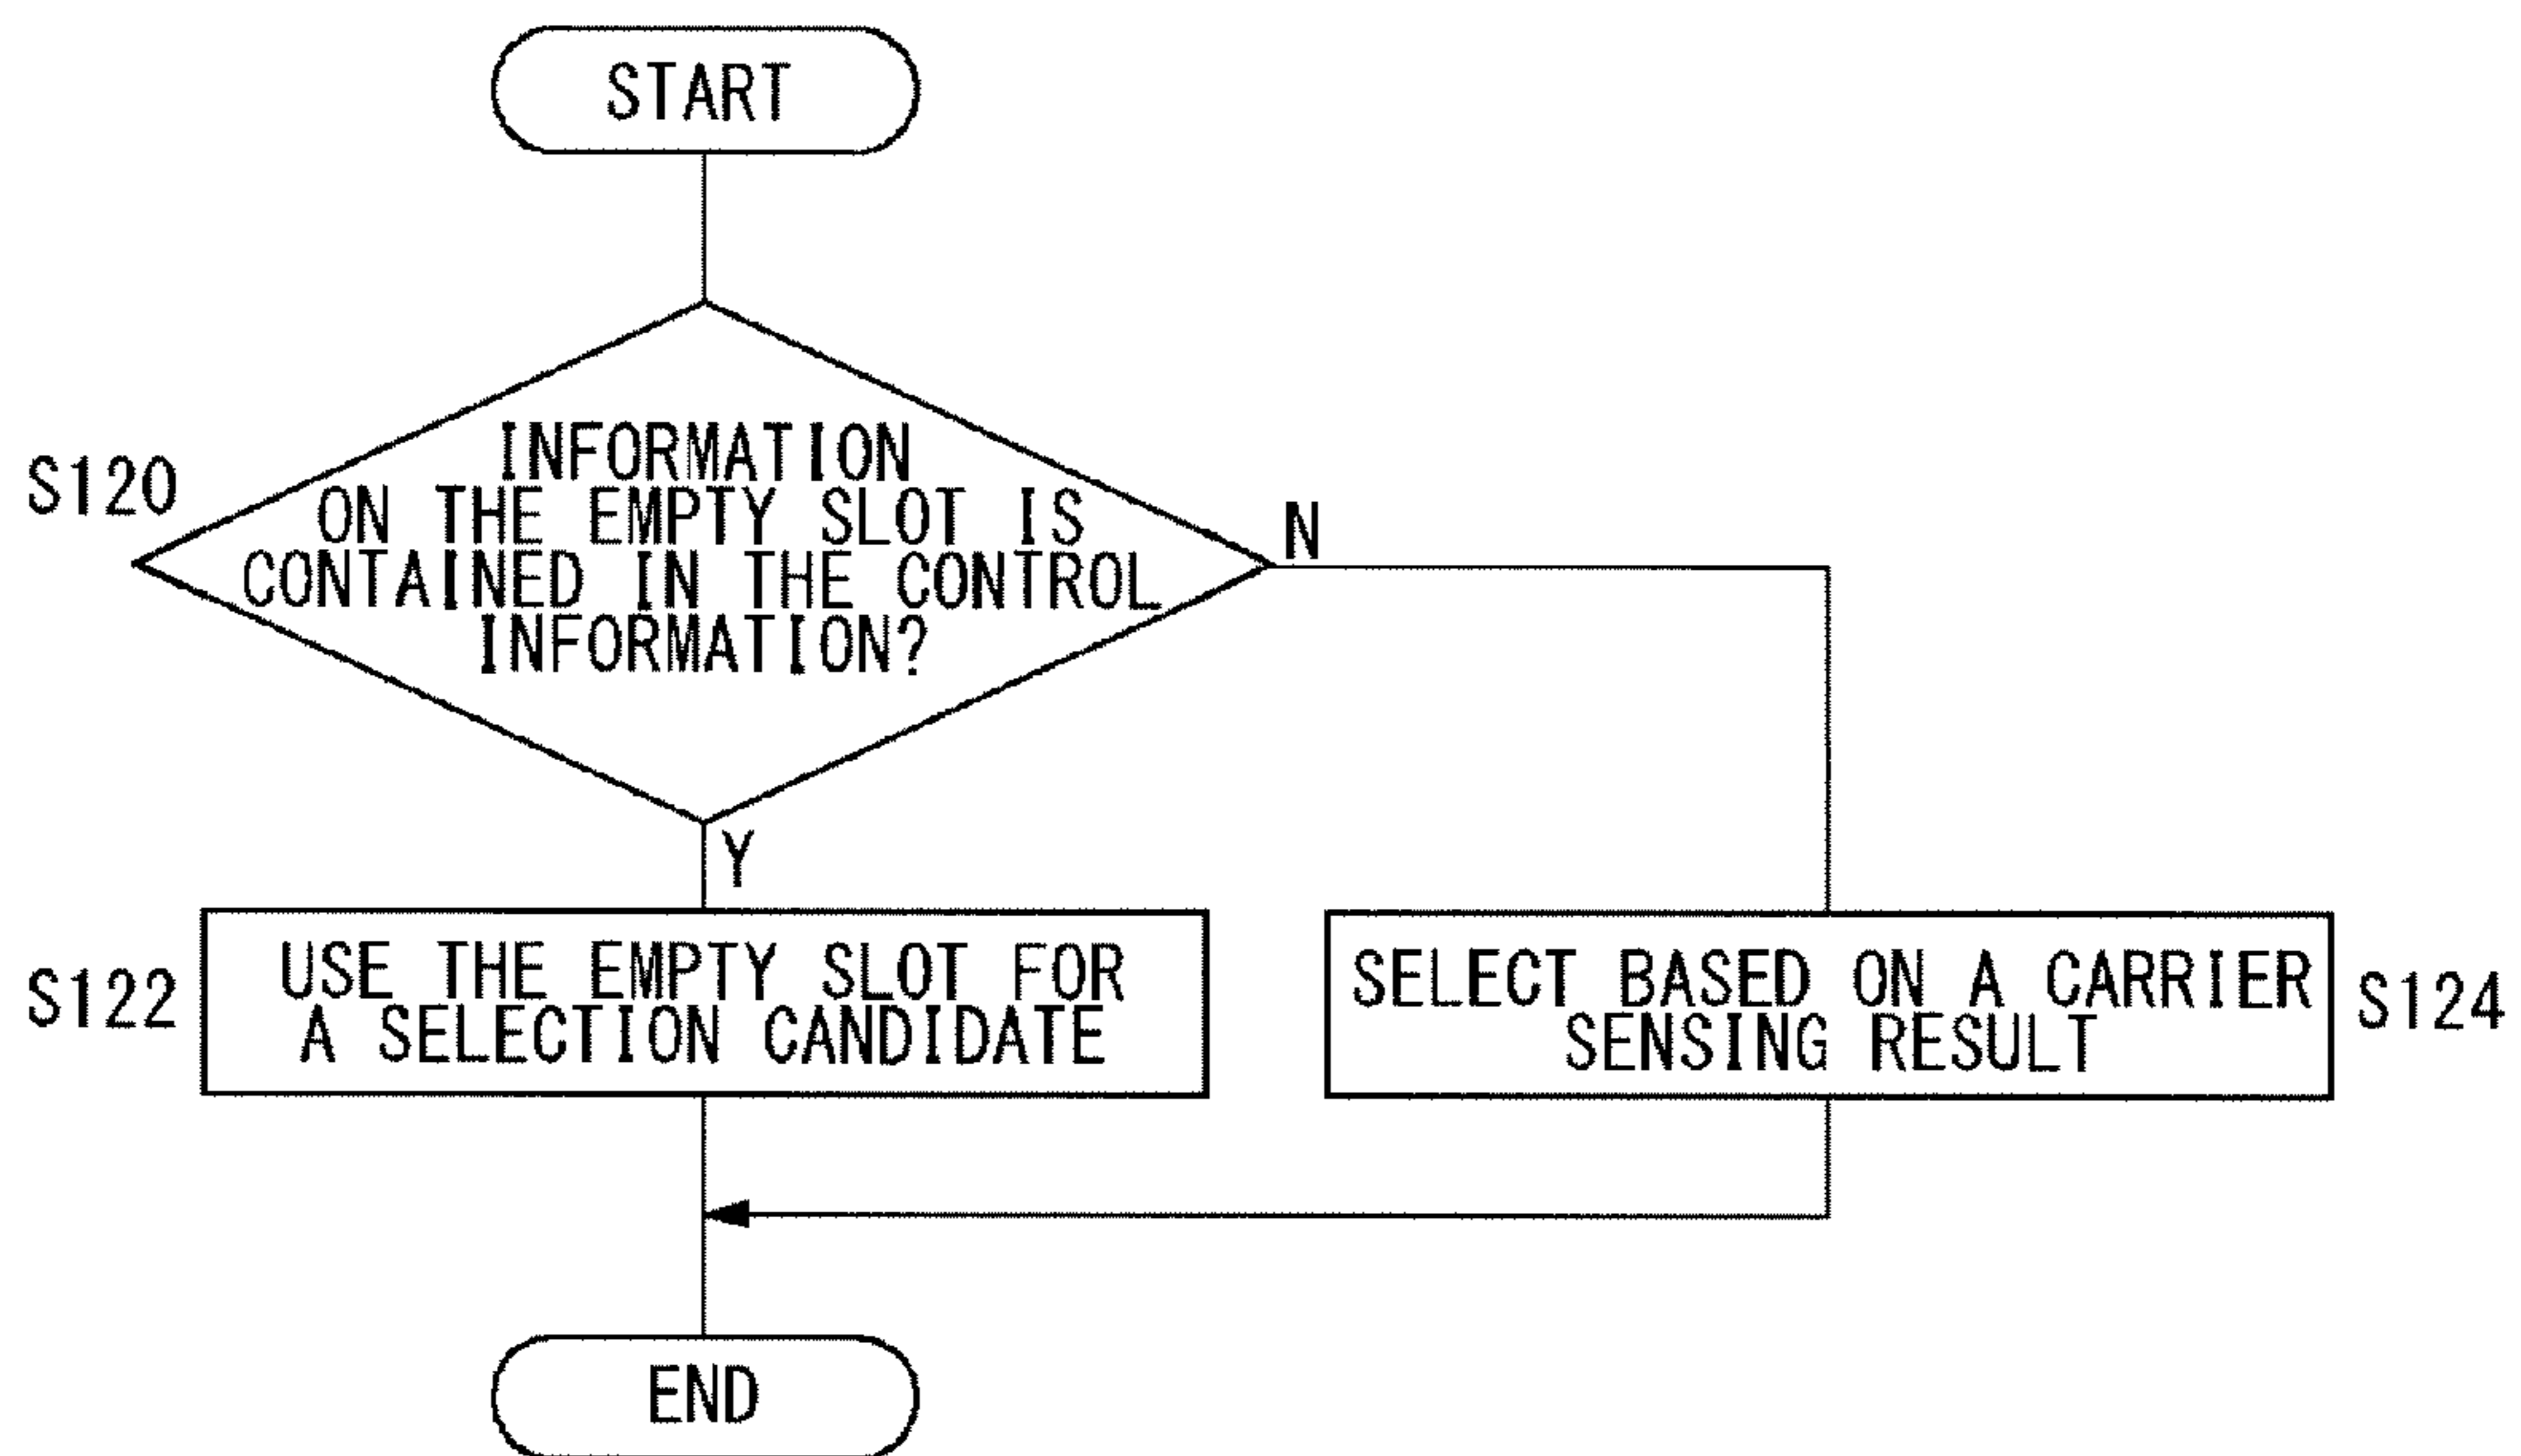 START
S120
INFORMATION
ON THE EMPTY SLOT IS
CONTAINED IN THE CONTROL
INFORMATION?
N
Y
S122
USE THE EMPTY SLOT FOR
A SELECTION CANDIDATE
SELECT BASED ON A CARRIER
SENSING RESULT
S124
END